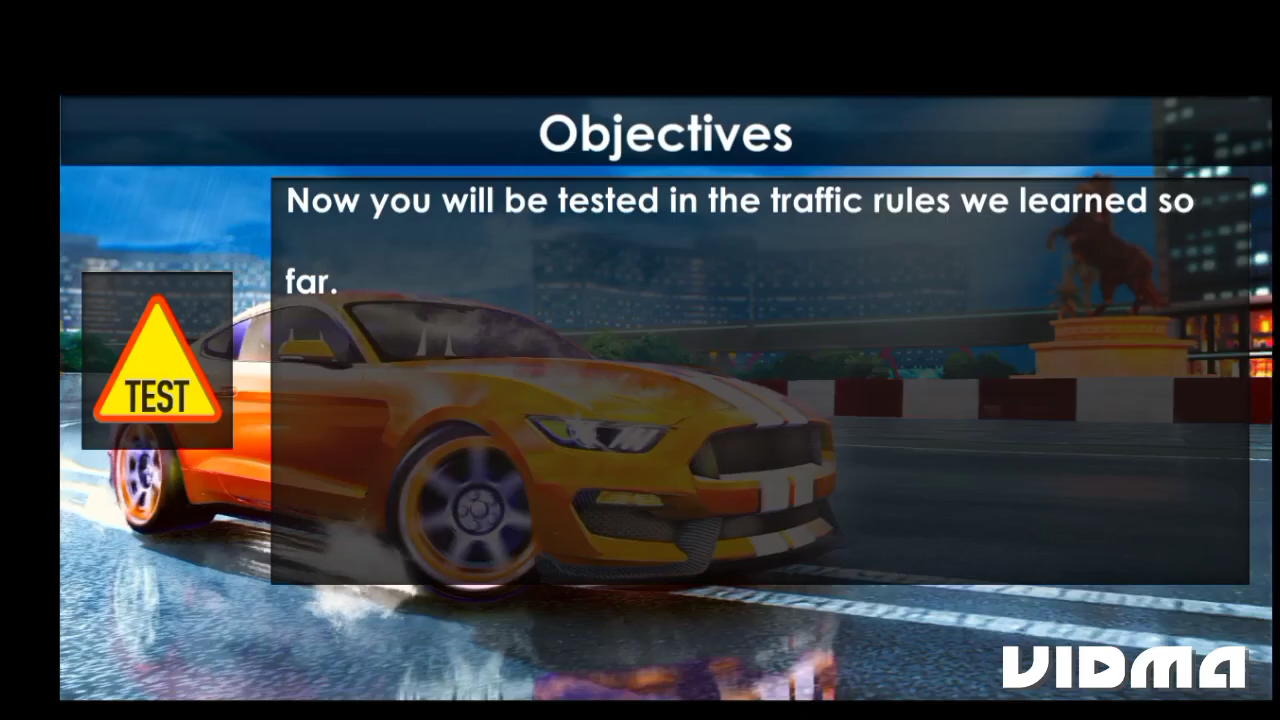 Objectives
Now you will be tested in the traffic rules we learned so
far.
TEST
VIDMA